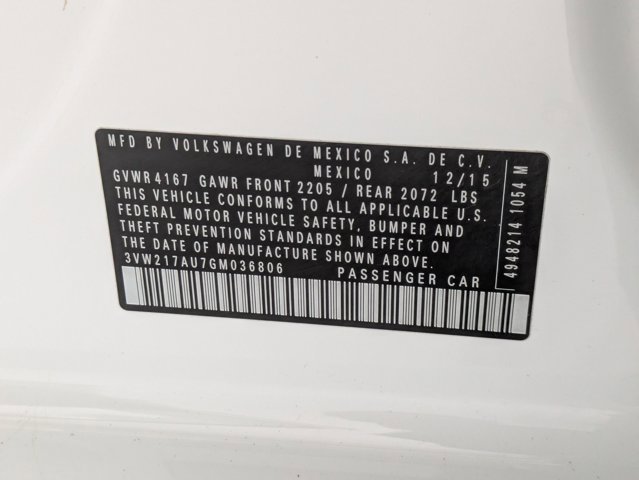 MFD BY VOLKSWAGEN DE MEXICO S.A. DE C.V.
MEXICO 12/15
GVWR 4167 GAWR FRONT 2205 / REAR 2072 LBS
THIS VEHICLE CONFORMS TO ALL APPLICABLE U.S.
FEDERAL MOTOR VEHICLE SAFETY, BUMPER AND
THEFT PREVENTION STANDARDS IN EFFECT ON
THE DATE OF MANUFACTURE SHOWN ABOVE.
3VW217AU7GM036806 PASSENGER CAR
4948214 1054 M